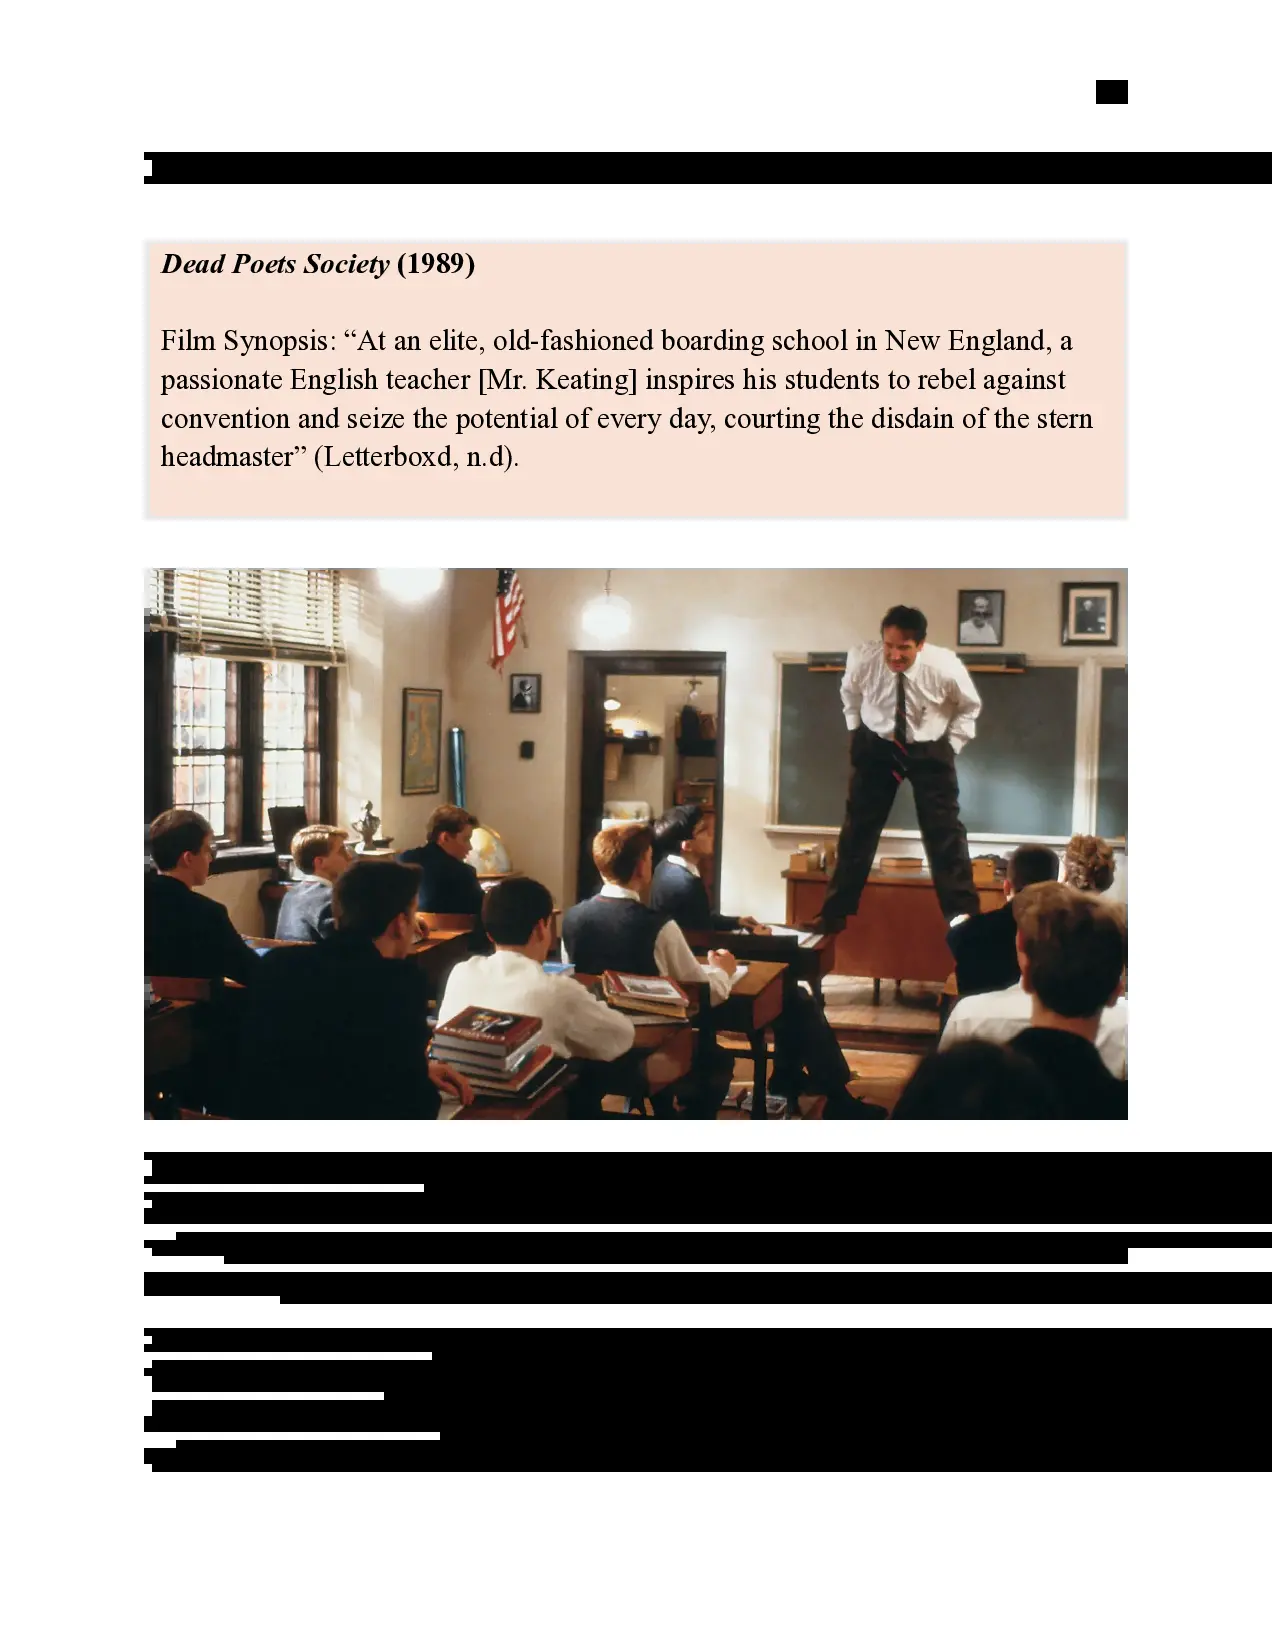 Dead Poets Society (1989)
Film Synopsis: “At an elite, old-fashioned boarding school in New England, a
passionate English teacher [Mr. Keating] inspires his students to rebel against
convention and seize the potential of every day, courting the disdain of the stern
headmaster” (Letterboxd, n.d).